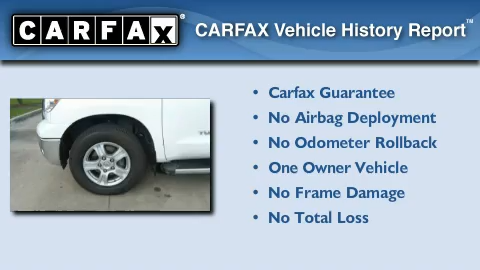 CARFAX® CARFAX Vehicle History Report™
• Carfax Guarantee
• No Airbag Deployment
• No Odometer Rollback
• One Owner Vehicle
• No Frame Damage
• No Total Loss